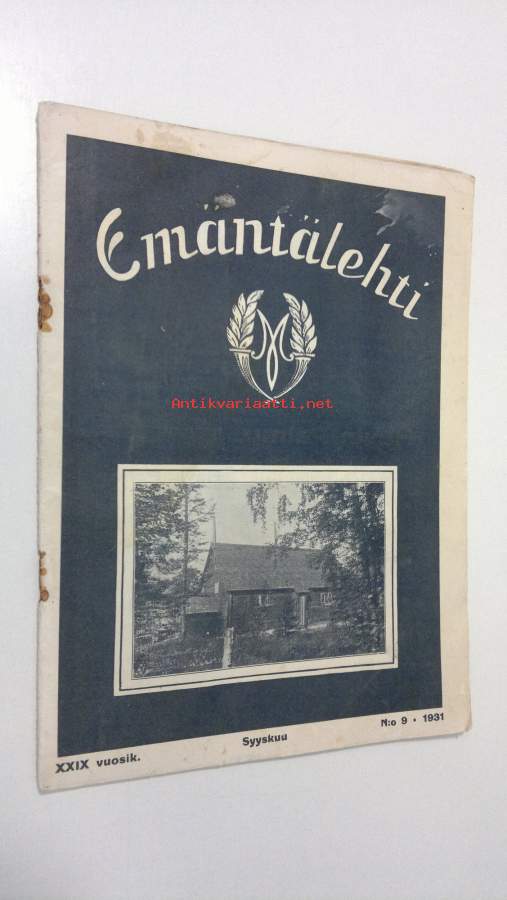 Emäntälehti
M
Antikvariaatti.net
XXIX vuosik.
Syyskuu
N:o 9 • 1931